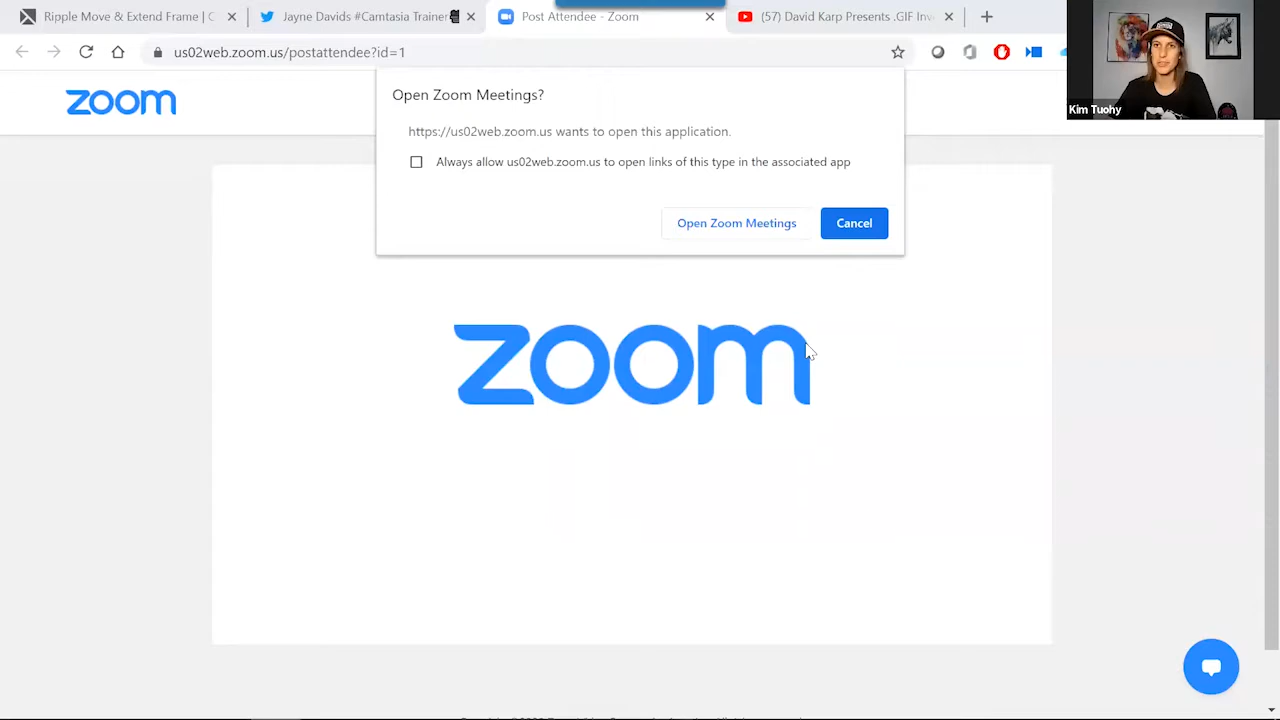 Ripple Move & Extend Frame | C
Jayne Davids #Camtasia Trainer
Post Attendee - Zoom
(57) David Karp Presents .GIF Inve
us02web.zoom.us/postattendee?id=1
Kim Tuohy
zoom
Open Zoom Meetings?
https://us02web.zoom.us wants to open this application.
Always allow us02web.zoom.us to open links of this type in the associated app
Open Zoom Meetings
Cancel
zoom